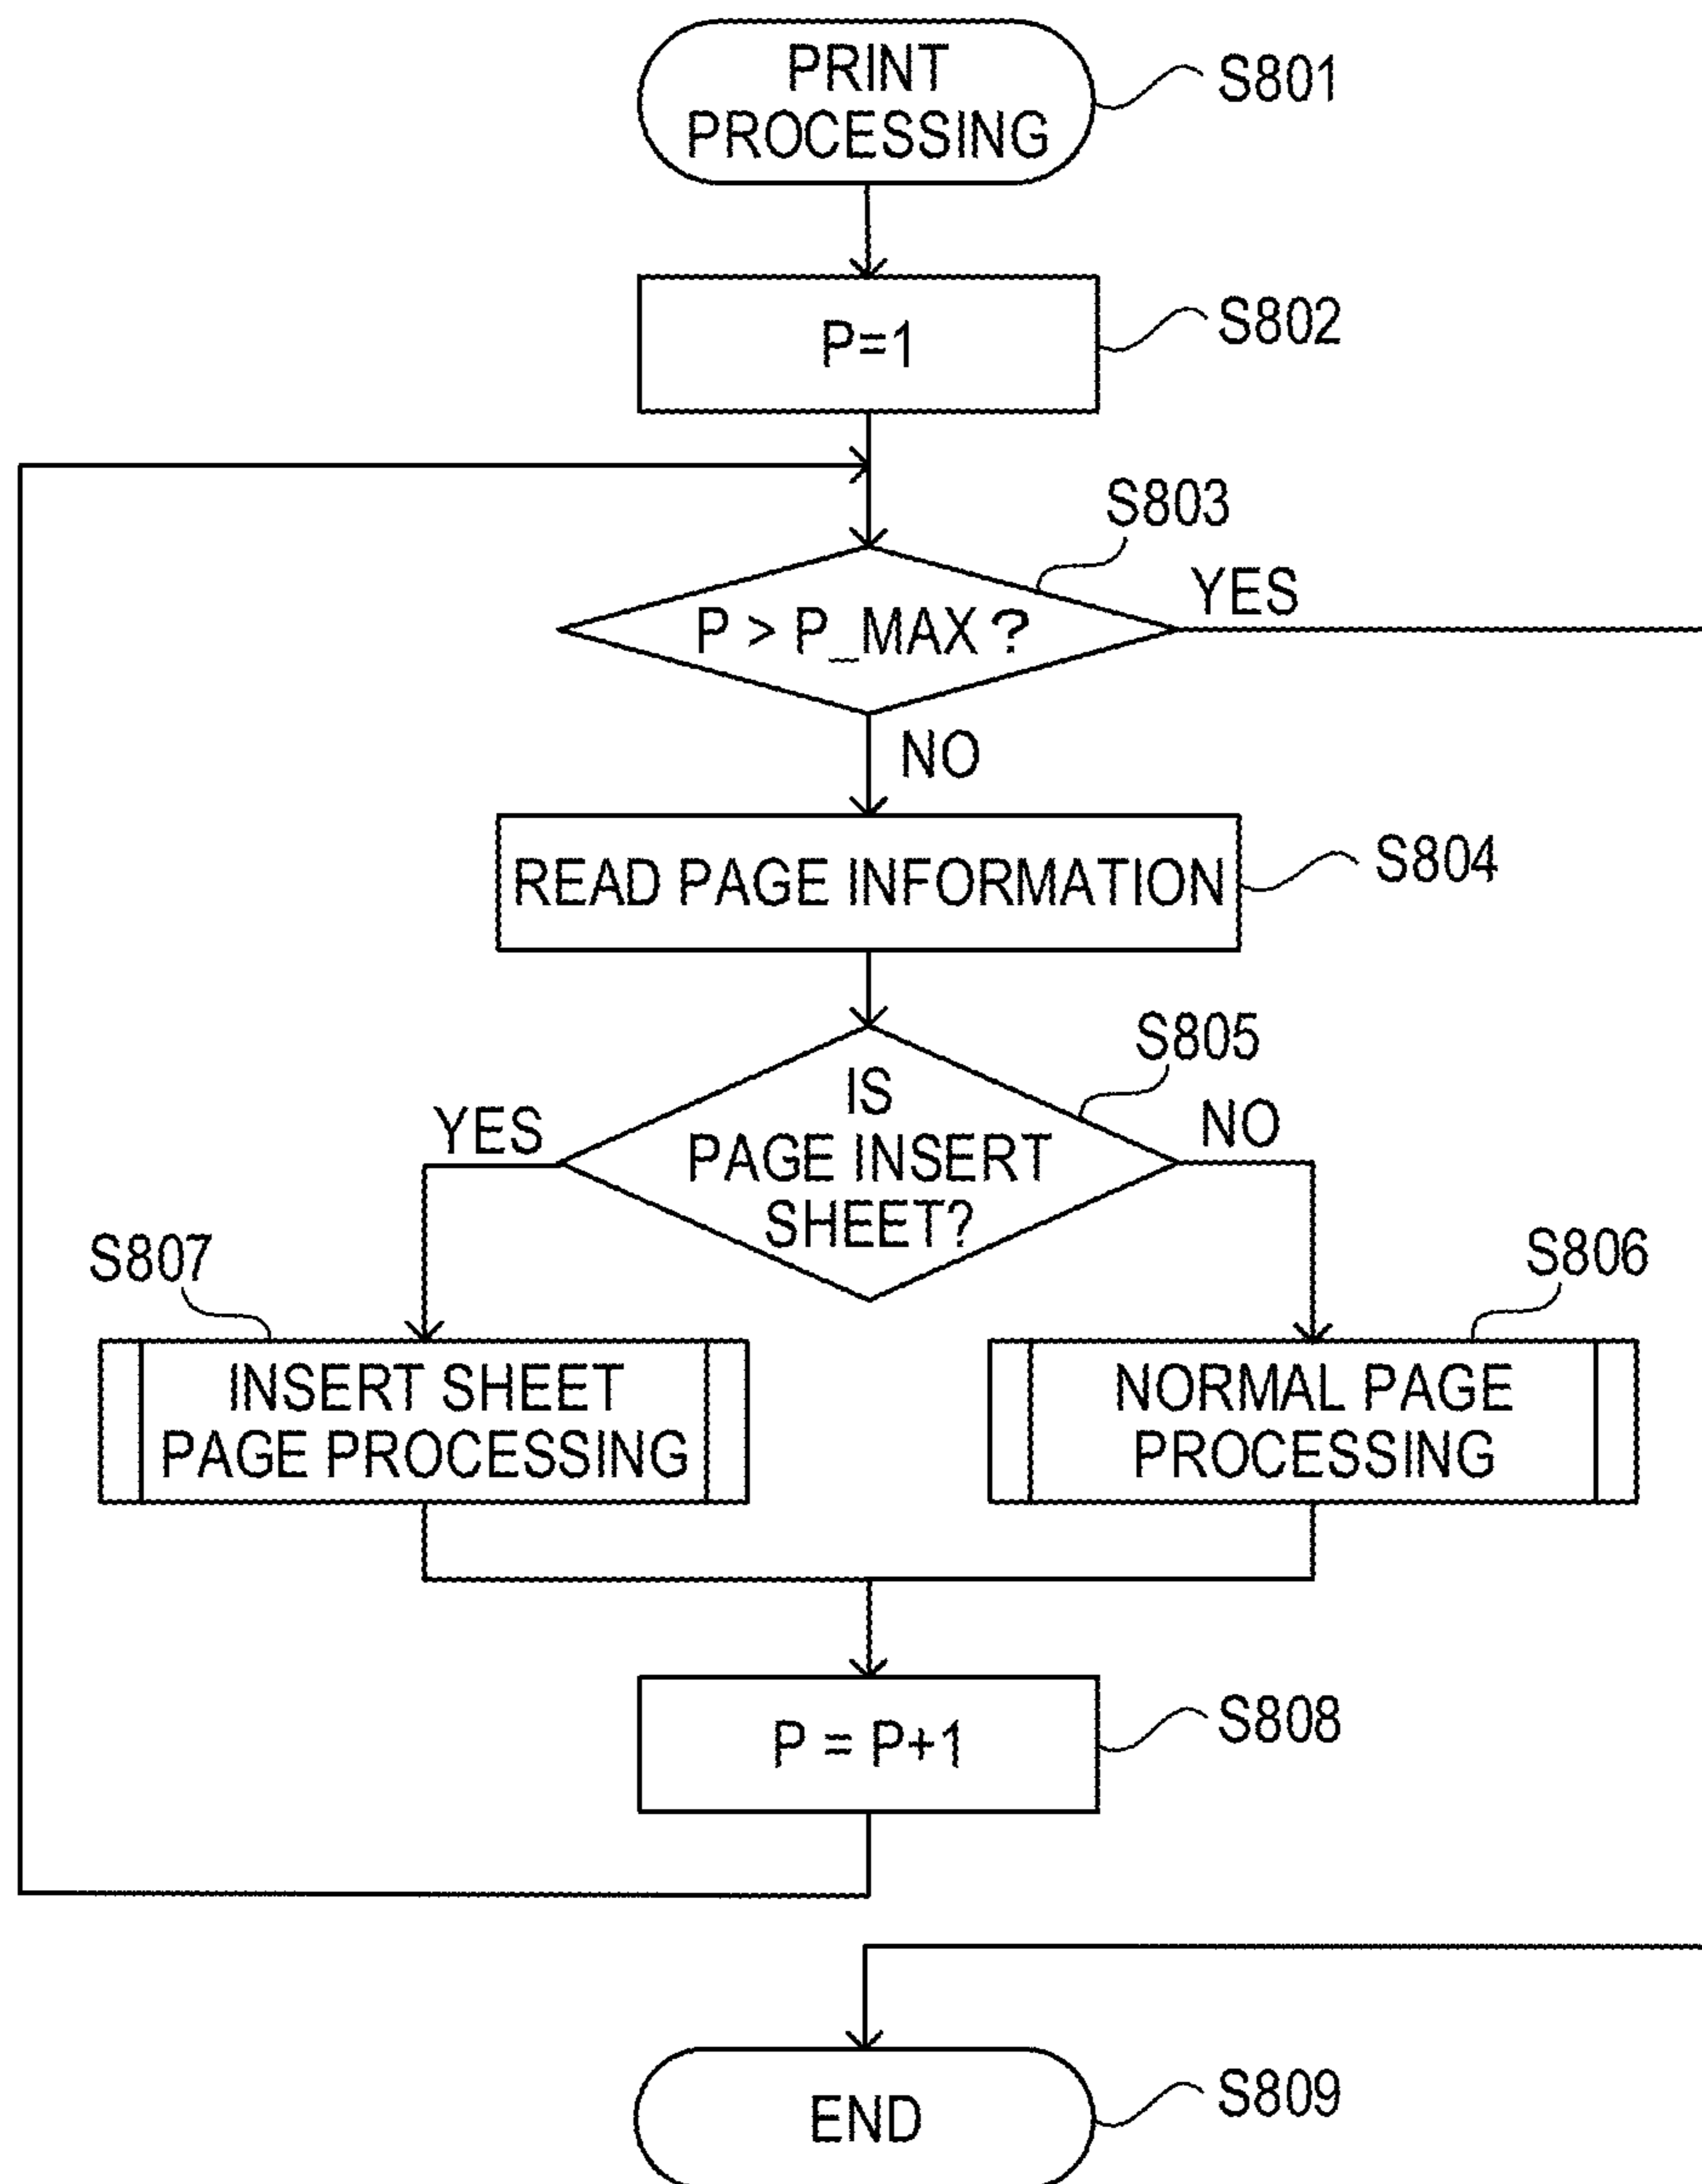 PRINT
PROCESSING
S801
P=1
S802
S803
P > P_MAX ?
YES
NO
READ PAGE INFORMATION
S804
S805
IS
PAGE INSERT
SHEET?
YES
NO
S807
INSERT SHEET
PAGE PROCESSING
S806
NORMAL PAGE
PROCESSING
P = P+1
S808
END
S809